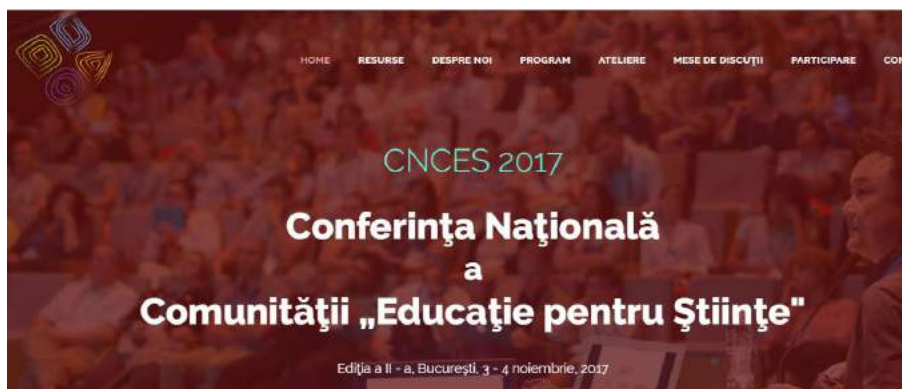 HOME RESURSE DESPRE NOI PROGRAM ATELIERE MESE DE DISCUŢII PARTICIPARE
CNCES 2017
Conferinţa Naţională
a
Comunităţii „Educaţie pentru Ştiinţe"
Ediţia a II - a, Bucureşti, 3 - 4 noiembrie, 2017